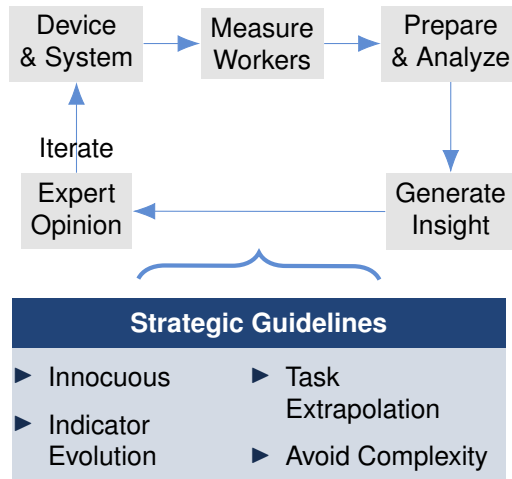 Device
& System
Measure
Workers
Prepare
& Analyze
Iterate
Expert
Opinion
Generate
Insight
Strategic Guidelines
Innocuous
Indicator
Evolution
Task
Extrapolation
Avoid Complexity